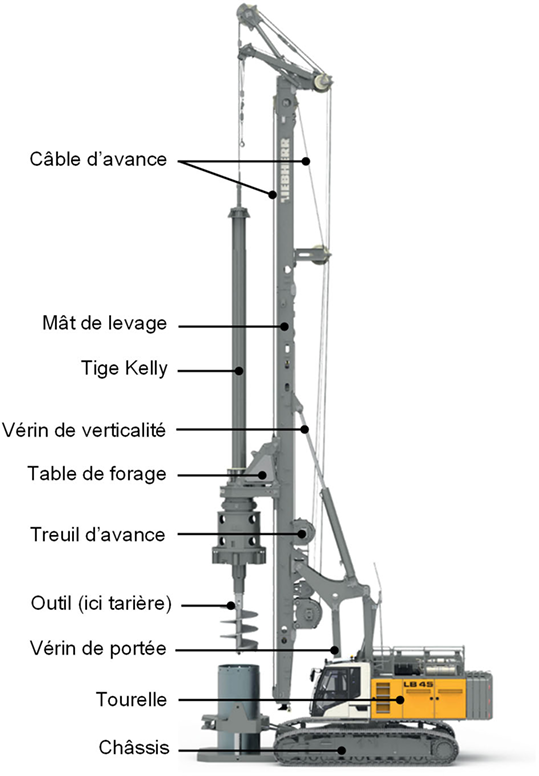 LIEBHERR
Câble d’avance
Mât de levage
Tige Kelly
Vérin de verticalité
Table de forage
Treuil d’avance
Outil (ici tarière)
Vérin de portée
LB 45
Tourelle
Châssis